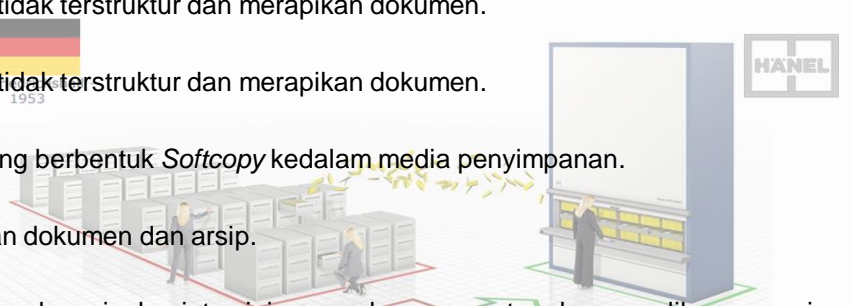 tidak terstruktur dan merapikan dokumen.
HÄNEL
tidak terstruktur dan merapikan dokumen.
1953
ng berbentuk Softcopy kedalam media penyimpanan.
an dokumen dan arsip.